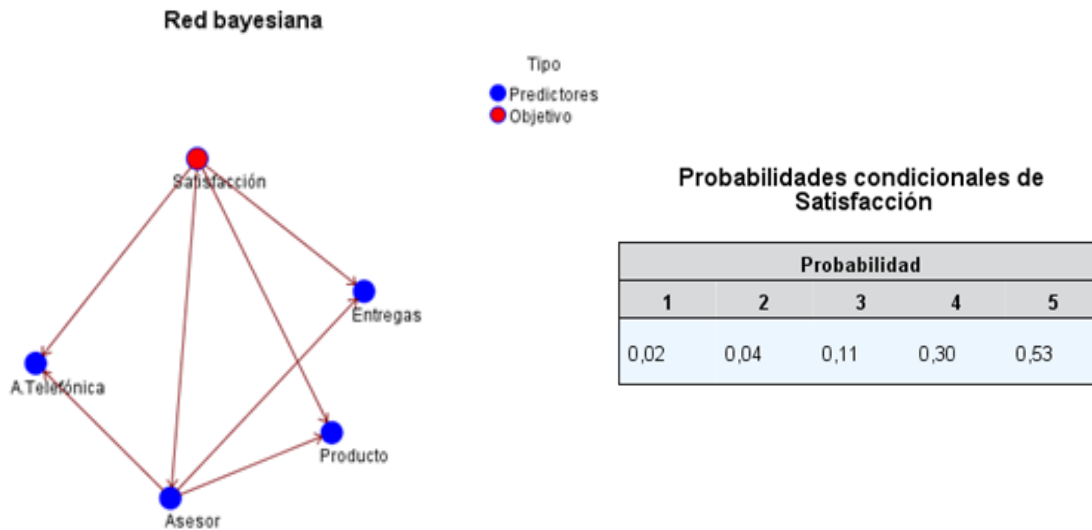 Red bayesiana
Tipo
Predictores
Objetivo
Satisfacción
Entregas
A.Telefónica
Producto
Asesor
Probabilidades condicionales de
Satisfacción
Probabilidad
1 2 3 4 5
0,02 0,04 0,11 0,30 0,53